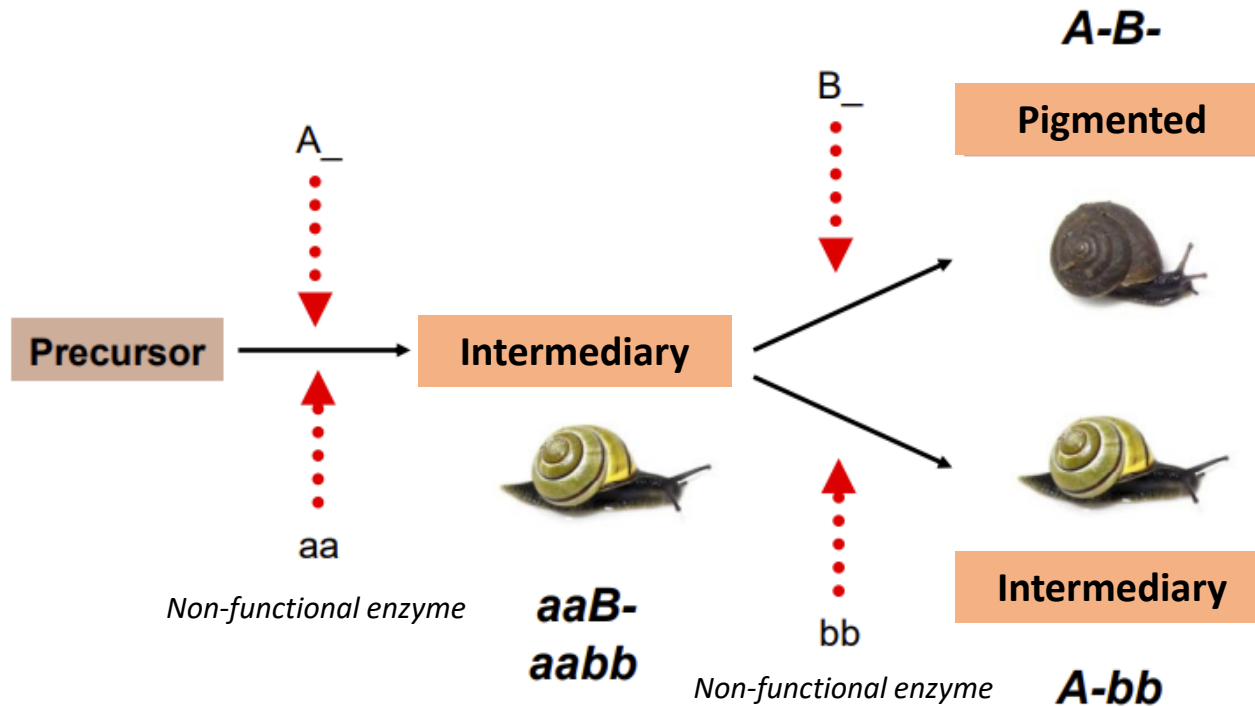 A-B-
Pigmented
A_
B_
Precursor
Intermediary
aa
Non-functional enzyme
aaB-
aabb
bb
Non-functional enzyme
Intermediary
A-bb